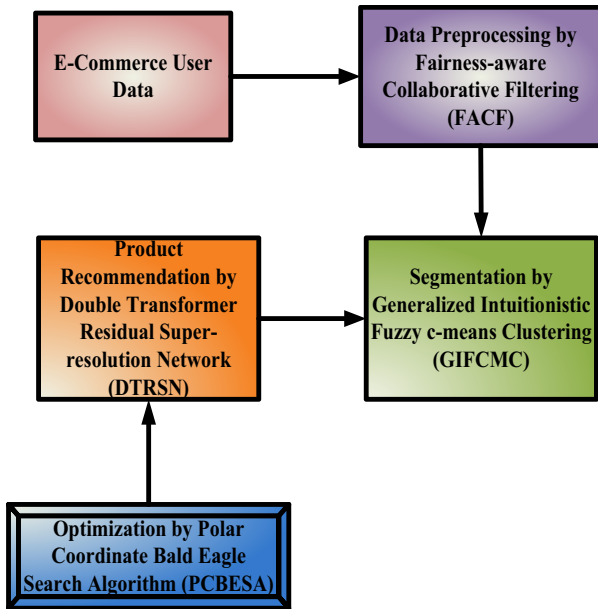 E-Commerce User
Data
Data Preprocessing by
Fairness-aware
Collaborative Filtering
(FACF)
Product
Recommendation by
Double Transformer
Residual Super-
resolution Network
(DTRSN)
Segmentation by
Generalized Intuitionistic
Fuzzy c-means Clustering
(GIFCMC)
Optimization by Polar
Coordinate Bald Eagle
Search Algorithm (PCBESA)